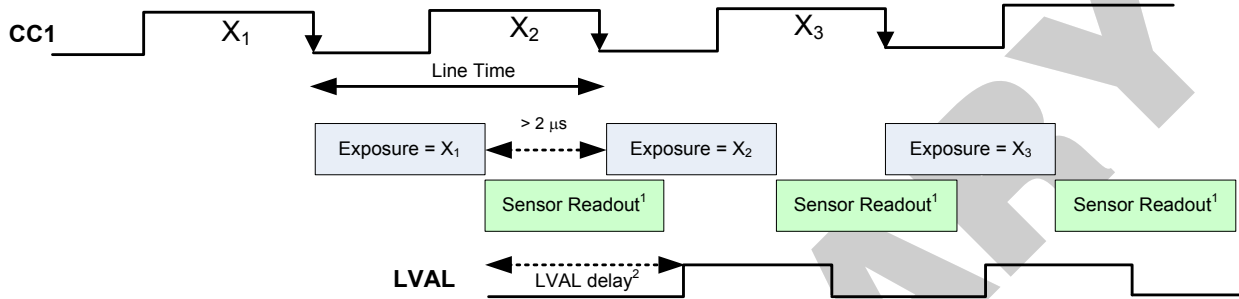 CC1
X₁
X₂
X₃
Line Time
> 2 μs
Exposure = X₁
Exposure = X₂
Exposure = X₃
Sensor Readout¹
Sensor Readout¹
Sensor Readout¹
LVAL
LVAL delay²
ARY